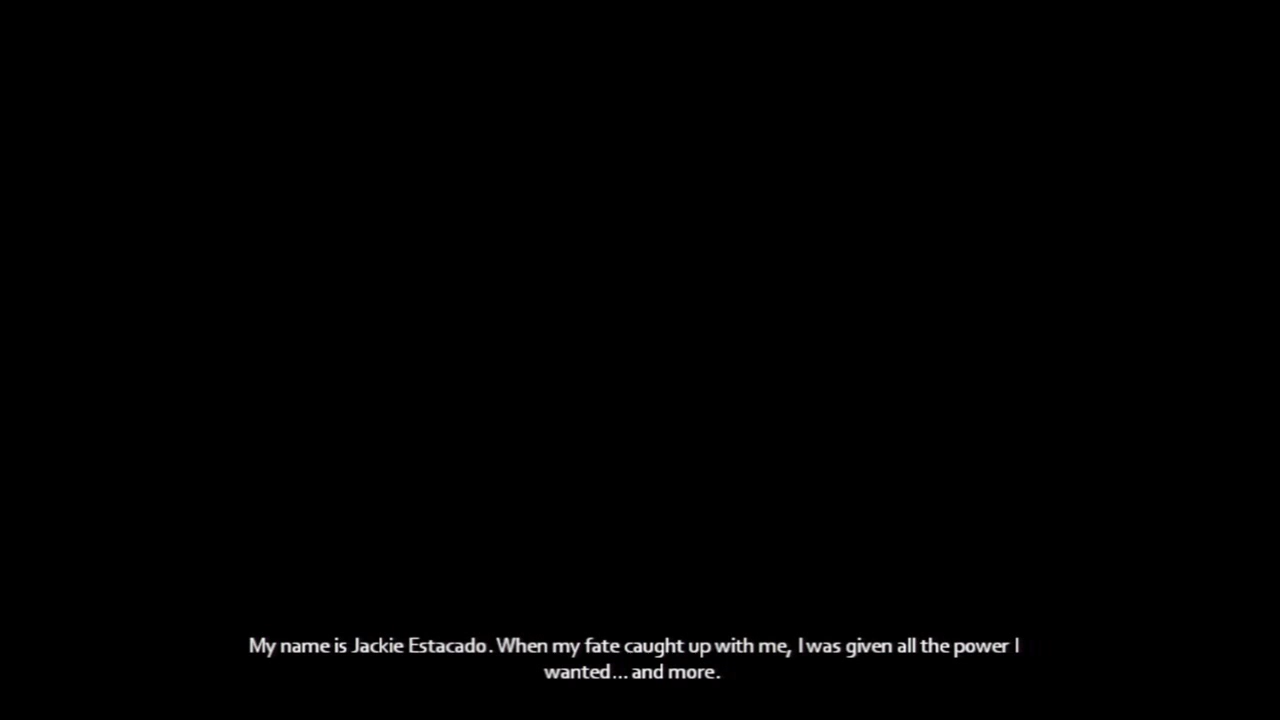 My name is Jackie Estacado. When my fate caught up with me, I was given all the power I
wanted... and more.